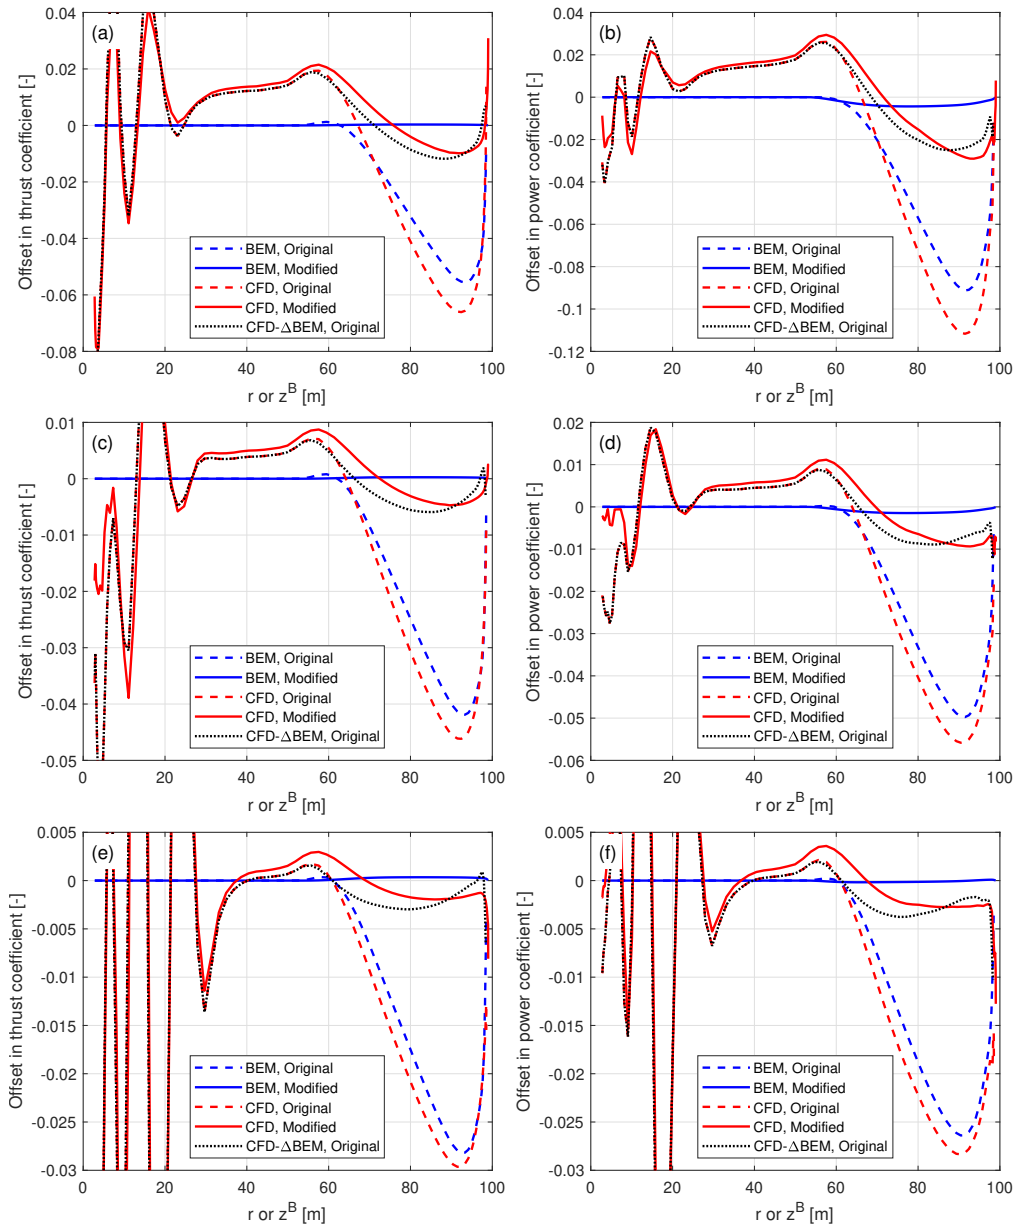 (a)
0.04
0.02
0
-0.02
-0.04
-0.06
-0.08
Offset in thrust coefficient [-]
BEM, Original
BEM, Modified
CFD, Original
CFD, Modified
CFD-ΔBEM, Original
0 20 40 60 80 100
r or z^B [m]
(b)
0.04
0.02
0
-0.02
-0.04
-0.06
-0.08
-0.1
-0.12
Offset in power coefficient [-]
BEM, Original
BEM, Modified
CFD, Original
CFD, Modified
CFD-ΔBEM, Original
0 20 40 60 80 100
r or z^B [m]
(c)
0.01
0
-0.01
-0.02
-0.03
-0.04
-0.05
Offset in thrust coefficient [-]
BEM, Original
BEM, Modified
CFD, Original
CFD, Modified
CFD-ΔBEM, Original
0 20 40 60 80 100
r or z^B [m]
(d)
0.02
0.01
0
-0.01
-0.02
-0.03
-0.04
-0.05
-0.06
Offset in power coefficient [-]
BEM, Original
BEM, Modified
CFD, Original
CFD, Modified
CFD-ΔBEM, Original
0 20 40 60 80 100
r or z^B [m]
(e)
0.005
0
-0.005
-0.01
-0.015
-0.02
-0.025
-0.03
Offset in thrust coefficient [-]
BEM, Original
BEM, Modified
CFD, Original
CFD, Modified
CFD-ΔBEM, Original
0 20 40 60 80 100
r or z^B [m]
(f)
0.005
0
-0.005
-0.01
-0.015
-0.02
-0.025
-0.03
Offset in power coefficient [-]
BEM, Original
BEM, Modified
CFD, Original
CFD, Modified
CFD-ΔBEM, Original
0 20 40 60 80 100
r or z^B [m]